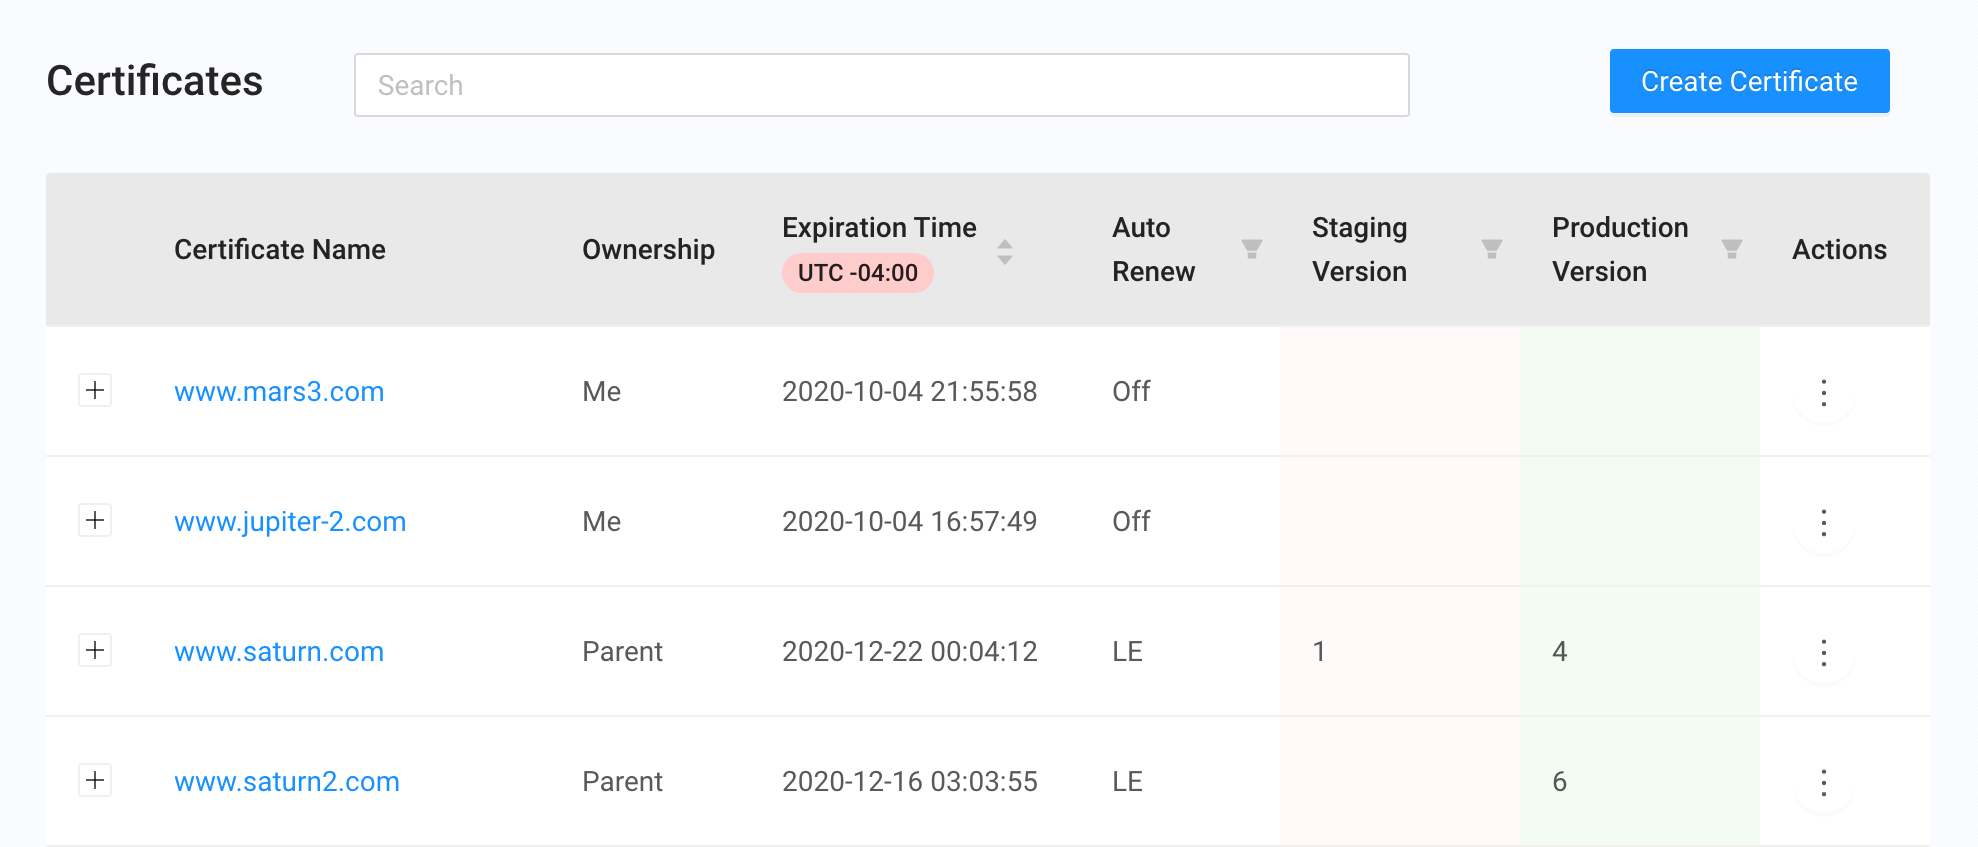 Certificates
Search
Create Certificate
Certificate Name
Ownership
Expiration Time
UTC -04:00
Auto
Renew
Staging
Version
Production
Version
Actions
www.mars3.com Me 2020-10-04 21:55:58 Off
www.jupiter-2.com Me 2020-10-04 16:57:49 Off
www.saturn.com Parent 2020-12-22 00:04:12 LE 1 4
www.saturn2.com Parent 2020-12-16 03:03:55 LE 6